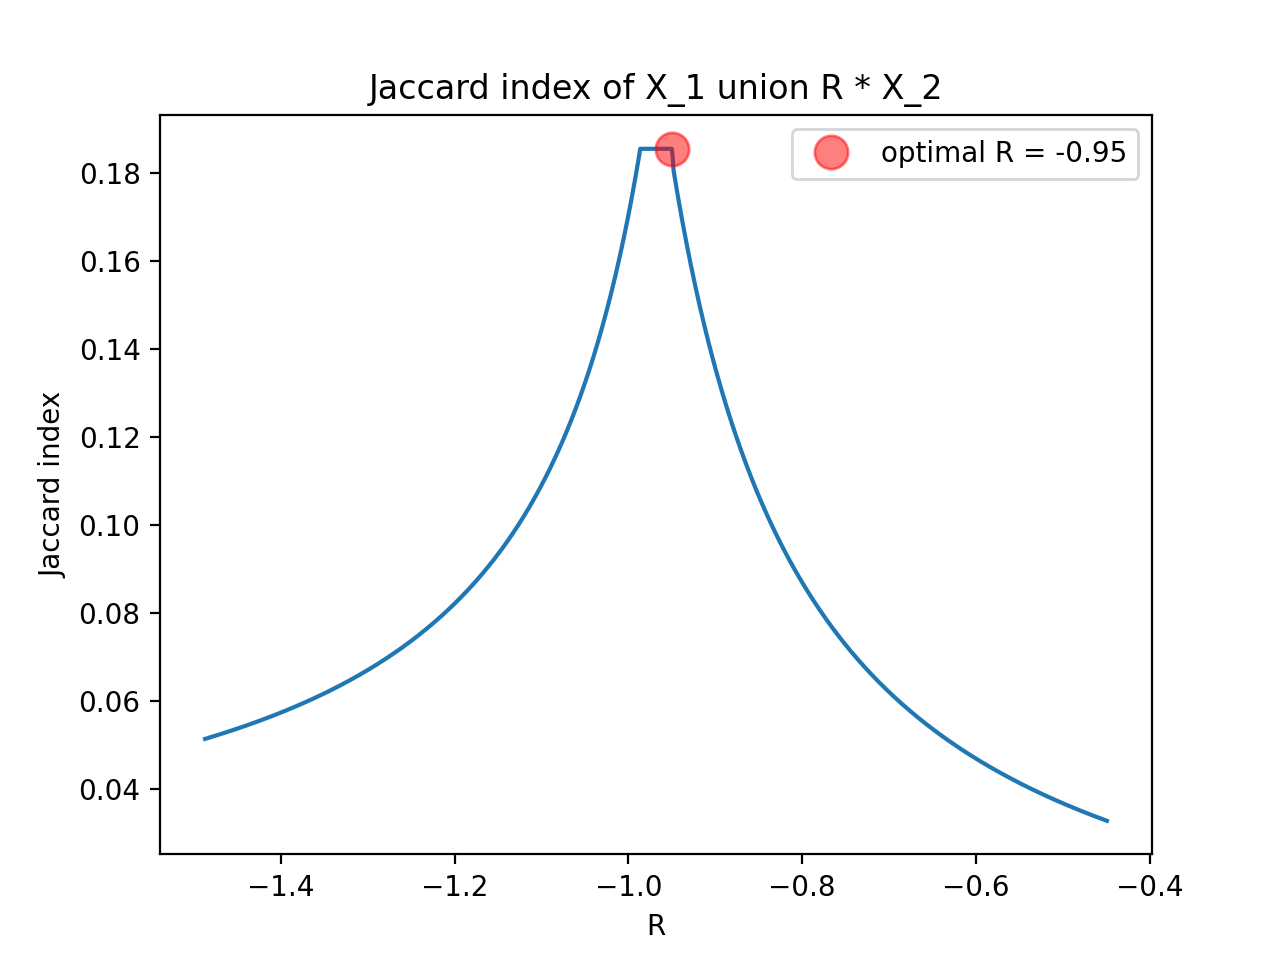 Jaccard index of X_1 union R * X_2
optimal R = -0.95
Jaccard index
0.18
0.16
0.14
0.12
0.10
0.08
0.06
0.04
−1.4 −1.2 −1.0 −0.8 −0.6 −0.4
R